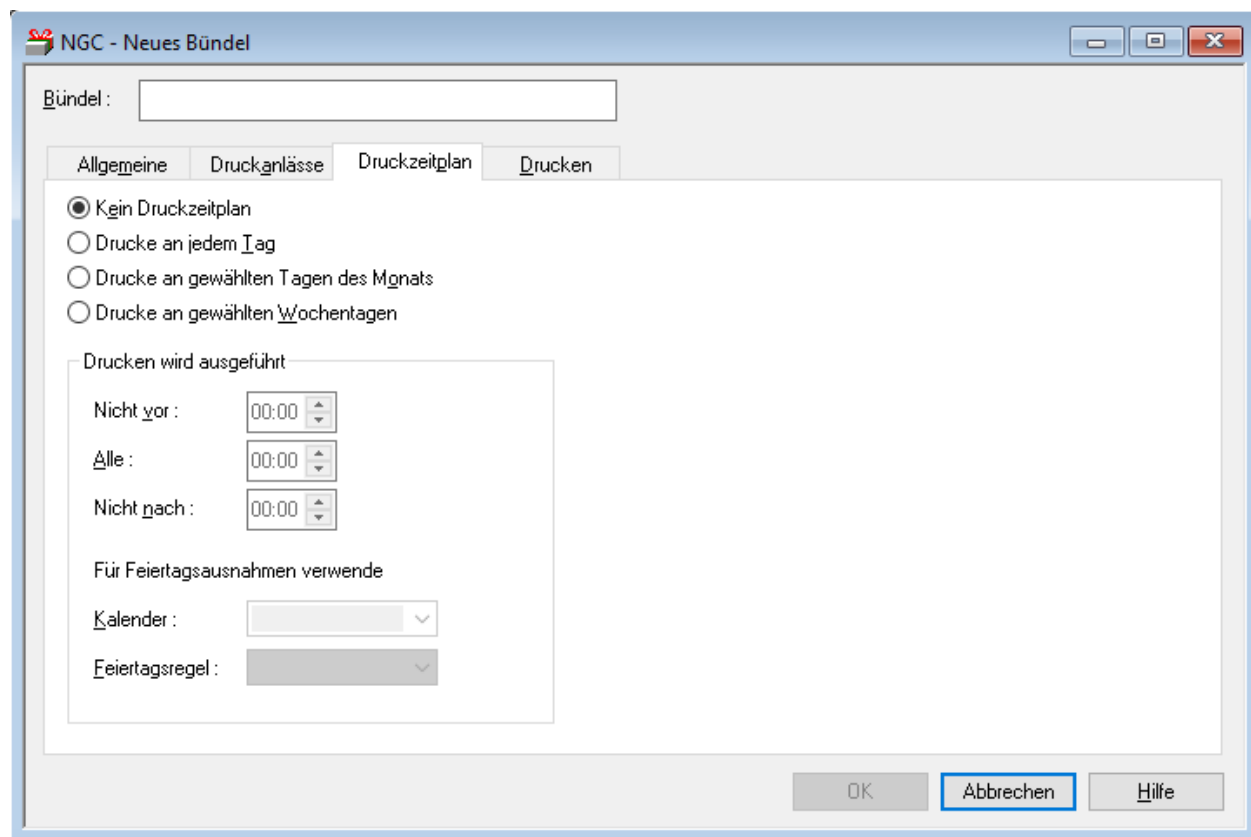 NGC - Neues Bündel
Bündel :
Allgemeine Druckanlässe Druckzeitplan Drucken
Kein Druckzeitplan
Drucke an jedem Tag
Drucke an gewählten Tagen des Monats
Drucke an gewählten Wochentagen
Drucken wird ausgeführt
Nicht vor : 00:00
Alle : 00:00
Nicht nach : 00:00
Für Feiertagsausnahmen verwende
Kalender :
Feiertagsregel :
OK Abbrechen Hilfe